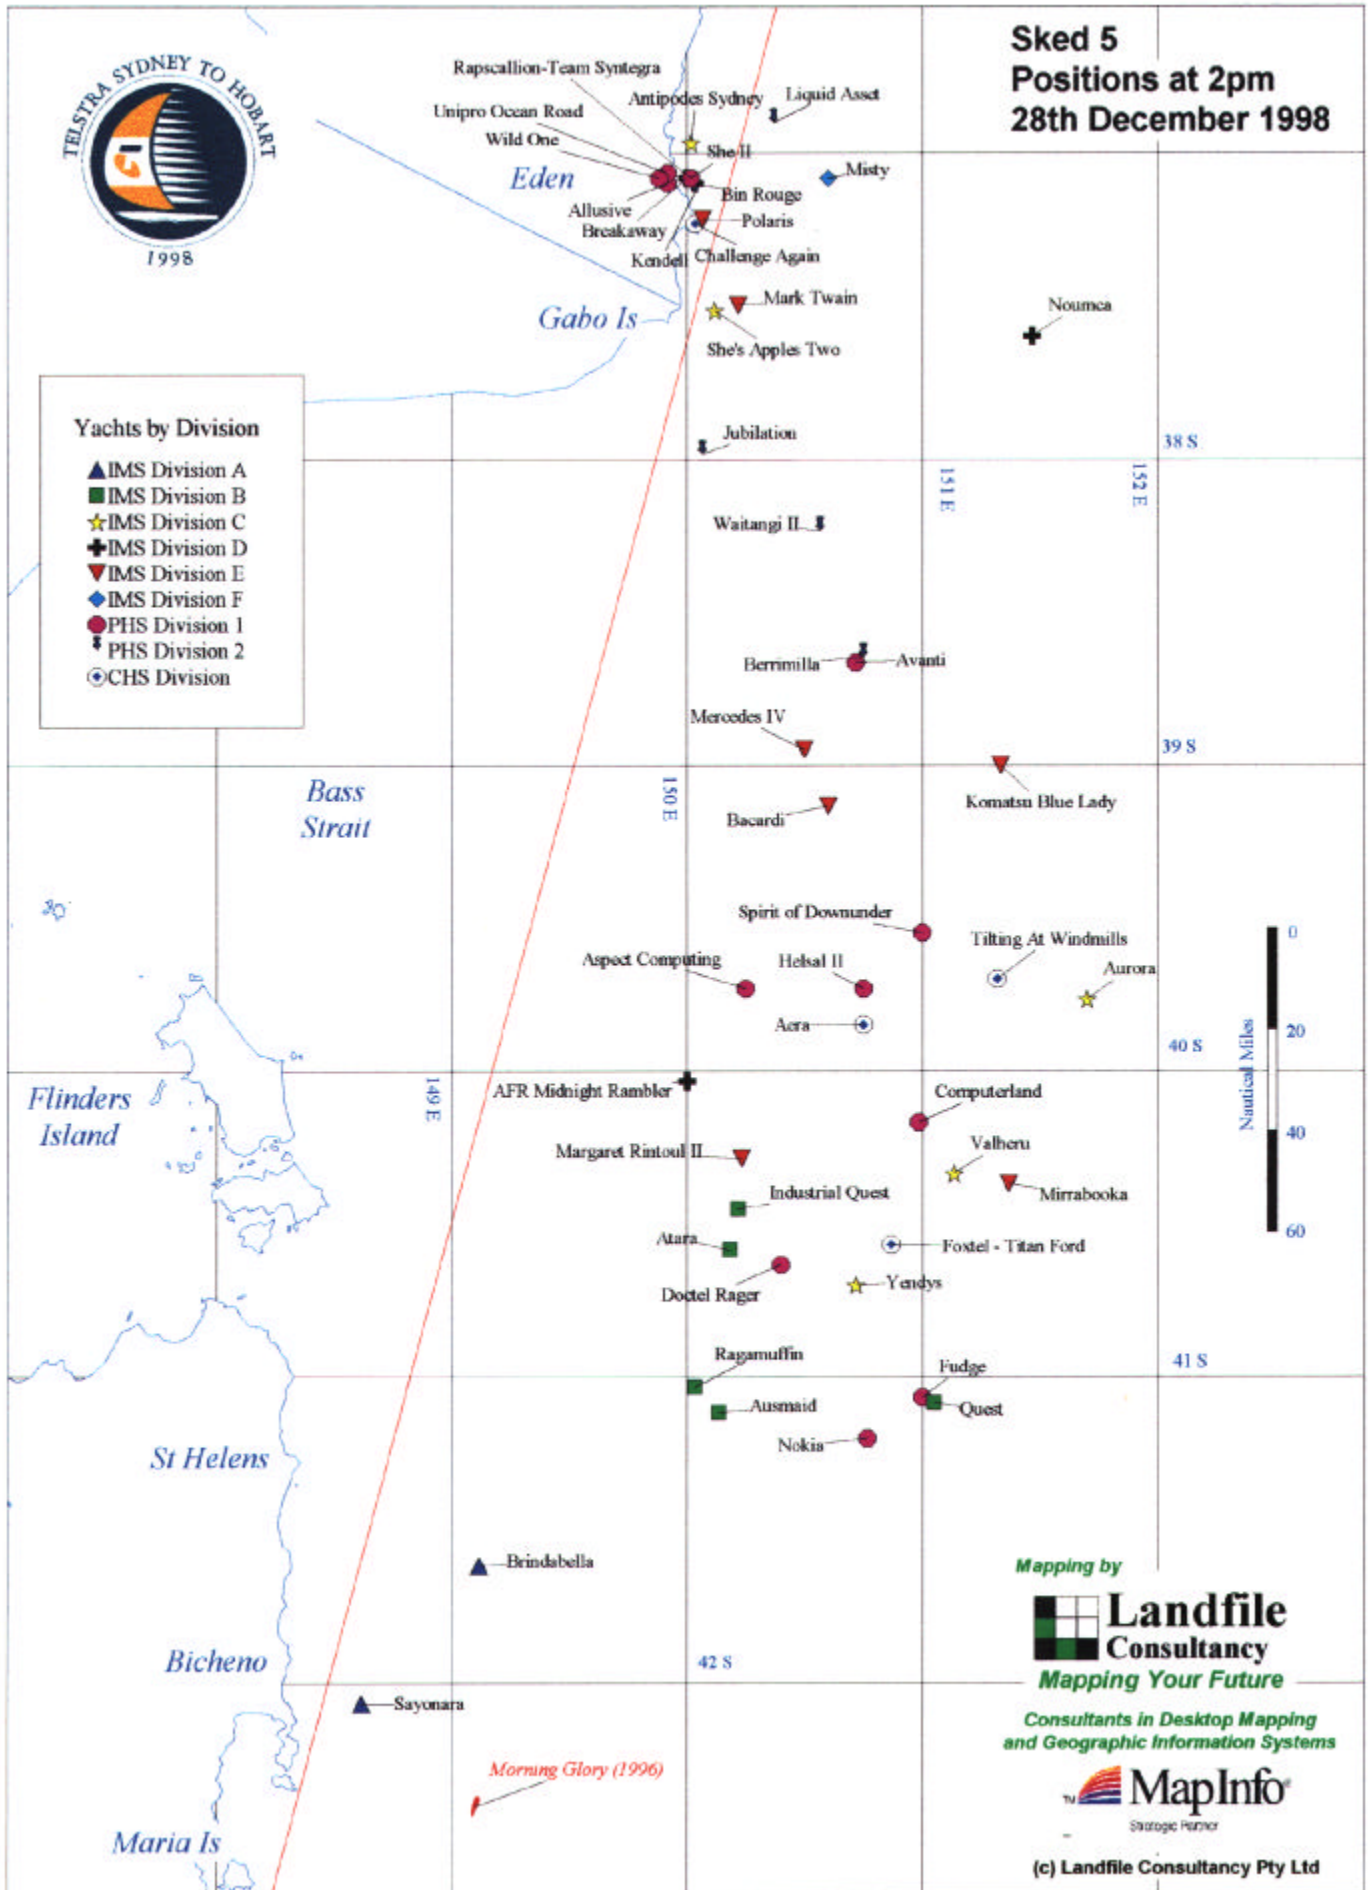 Sked 5
Positions at 2pm
28th December 1998
TELSTRA SYDNEY TO HOBART
1998
Rapscallion-Team Syntegra
Antipodes Sydney
Liquid Asset
Unipro Ocean Road
Wild One
She II
Eden
Misty
Bin Rouge
Allusive
Polaris
Breakaway
Kendell
Challenge Again
Mark Twain
Noumea
Gabo Is
She's Apples Two
Yachts by Division
IMS Division A
IMS Division B
IMS Division C
IMS Division D
IMS Division E
IMS Division F
PHS Division 1
PHS Division 2
CHS Division
Jubilation
38 S
151 E
152 E
Waitangi II
Berrimilla
Avanti
Mercedes IV
39 S
Bass
Strait
150 E
Komatsu Blue Lady
Bacardi
Spirit of Downunder
Tilting At Windmills
Aspect Computing
Helsal II
Aurora
Aera
0
20
40
60
Nautical Miles
40 S
149 E
AFR Midnight Rambler
Computerland
Flinders
Island
Margaret Rintoul II
Valheru
Mirrabooka
Industrial Quest
Atara
Foxtel - Titan Ford
Doctel Rager
Yendys
Ragamuffin
Fudge
41 S
Ausmaid
Quest
Nokia
St Helens
Brindabella
Bicheno
42 S
Sayonara
Morning Glory (1996)
Maria Is
Mapping by
Landfile
Consultancy
Mapping Your Future
Consultants in Desktop Mapping
and Geographic Information Systems
TM MapInfo®
Strategic Partner
(c) Landfile Consultancy Pty Ltd